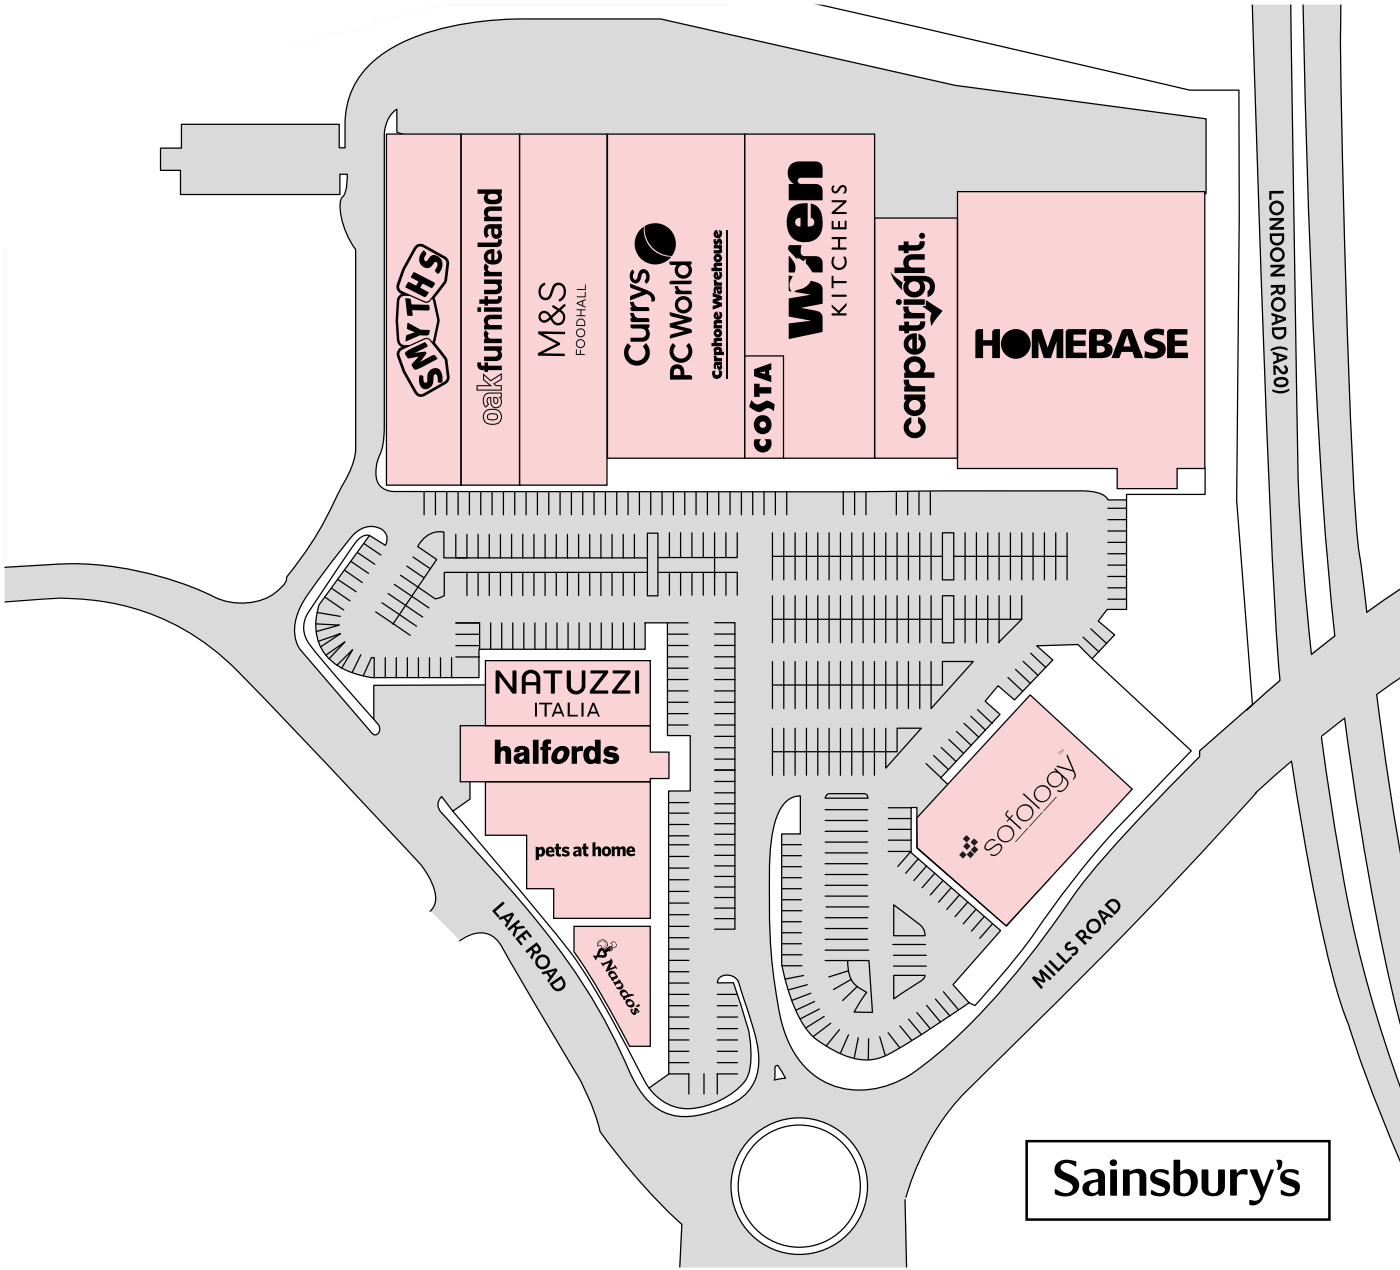 SMYTHS
oakfurnitureland
M&S
FOODHALL
Currys
PC World
Carphone Warehouse
COSTA
wren
KITCHENS
carpetright.
HOMEBASE
LONDON ROAD (A20)
NATUZZI
ITALIA
halfords
pets at home
Nando's
LAKE ROAD
sofology™
MILLS ROAD
Sainsbury's